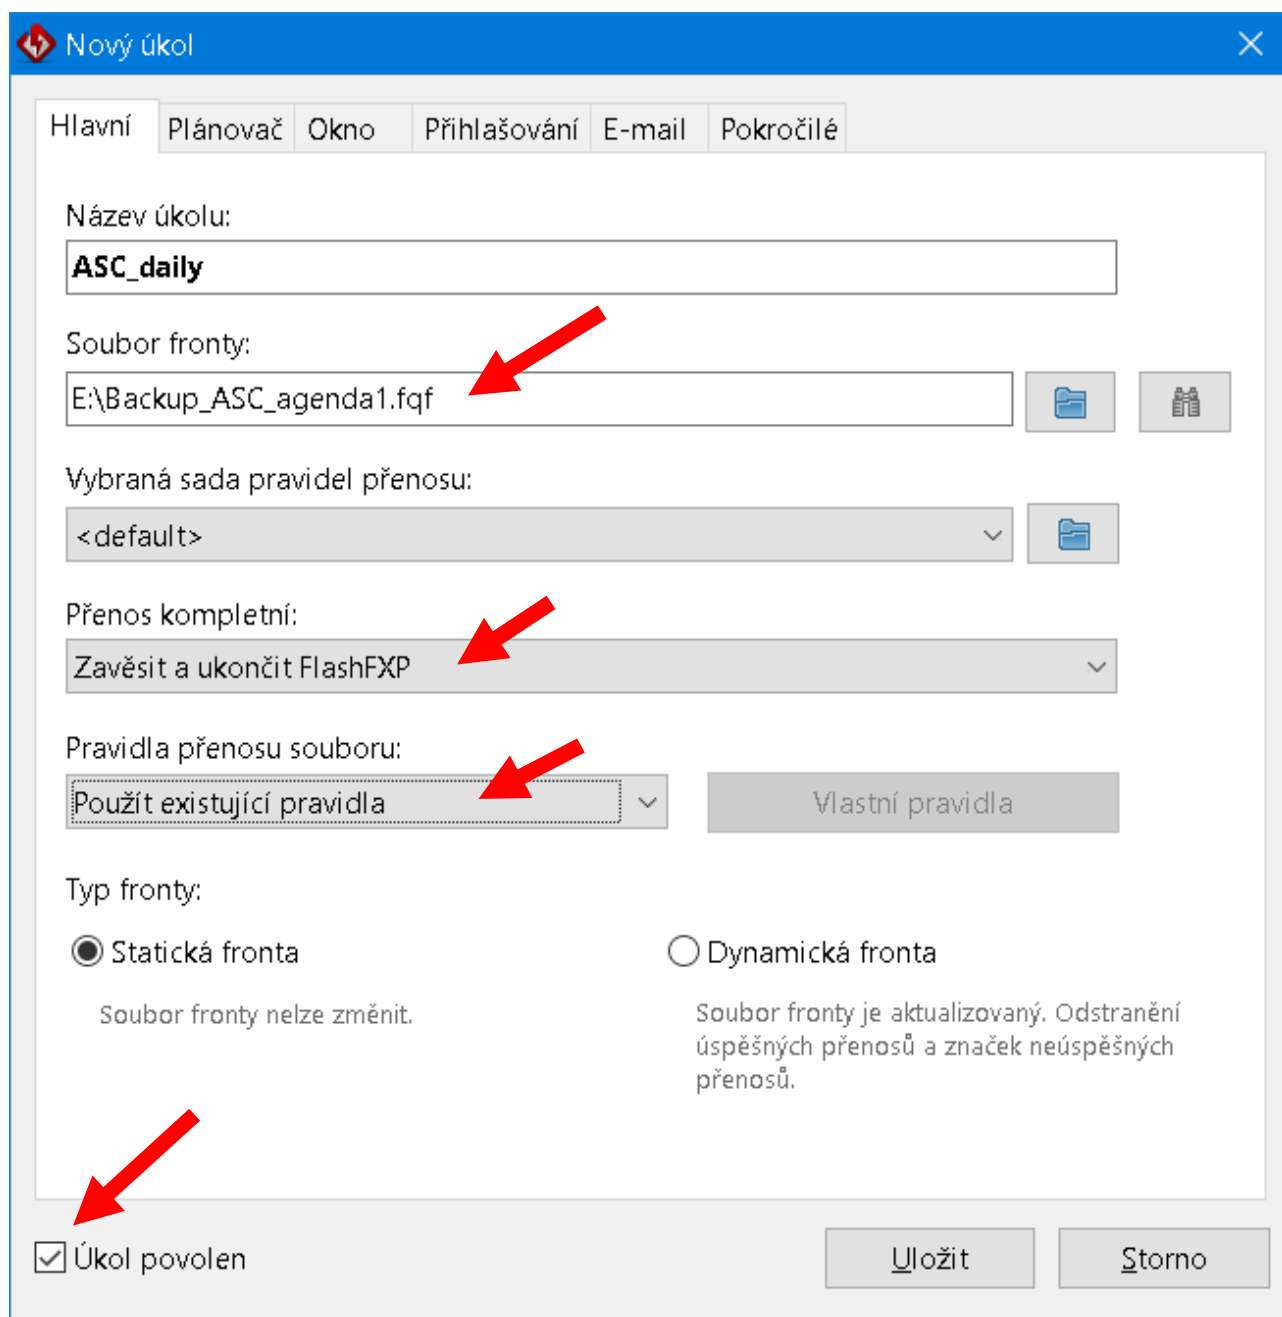 Nový úkol
Hlavní Plánovač Okno Přihlašování E-mail Pokročilé
Název úkolu:
ASC_daily
Soubor fronty:
E:\Backup_ASC_agenda1.fqf
Vybraná sada pravidel přenosu:
<default>
Přenos kompletní:
Zavěsit a ukončit FlashFXP
Pravidla přenosu souboru:
Použít existující pravidla Vlastní pravidla
Typ fronty:
Statická fronta Dynamická fronta
Soubor fronty nelze změnit.
Soubor fronty je aktualizovaný. Odstranění
úspěšných přenosů a značek neúspěšných
přenosů.
Úkol povolen Uložit Storno